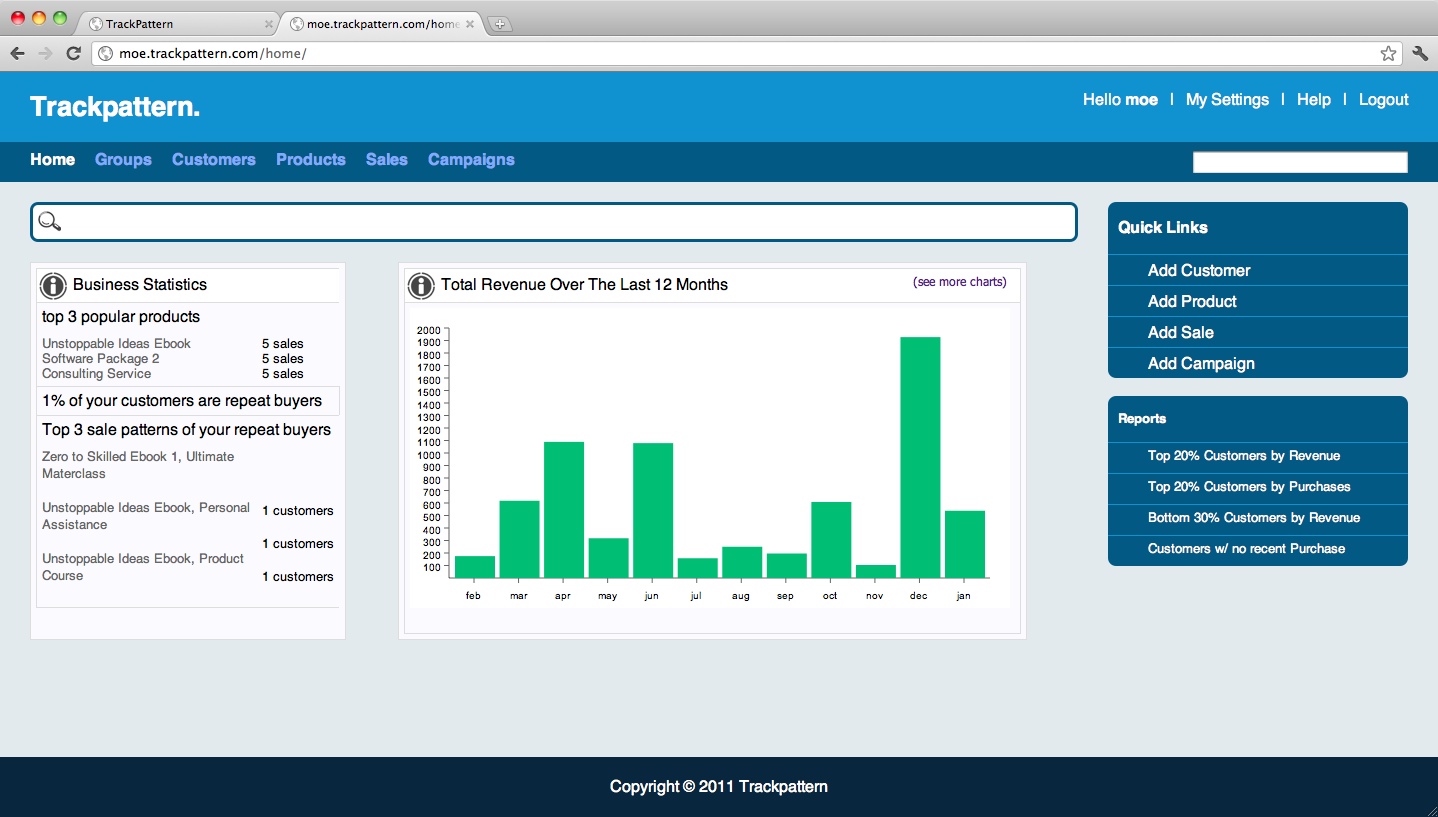 TrackPattern
moe.trackpattern.com/home
moe.trackpattern.com/home/
Trackpattern.
Hello moe | My Settings | Help | Logout
Home Groups Customers Products Sales Campaigns
Business Statistics
top 3 popular products
Unstoppable Ideas Ebook 5 sales
Software Package 2 5 sales
Consulting Service 5 sales
1% of your customers are repeat buyers
Top 3 sale patterns of your repeat buyers
Zero to Skilled Ebook 1, Ultimate
Materclass
Unstoppable Ideas Ebook, Personal 1 customers
Assistance
1 customers
Unstoppable Ideas Ebook, Product
Course 1 customers
Total Revenue Over The Last 12 Months (see more charts)
2000
1900
1800
1700
1600
1500
1400
1300
1200
1100
1000
900
800
700
600
500
400
300
200
100
feb mar apr may jun jul aug sep oct nov dec jan
Quick Links
Add Customer
Add Product
Add Sale
Add Campaign
Reports
Top 20% Customers by Revenue
Top 20% Customers by Purchases
Bottom 30% Customers by Revenue
Customers w/ no recent Purchase
Copyright © 2011 Trackpattern